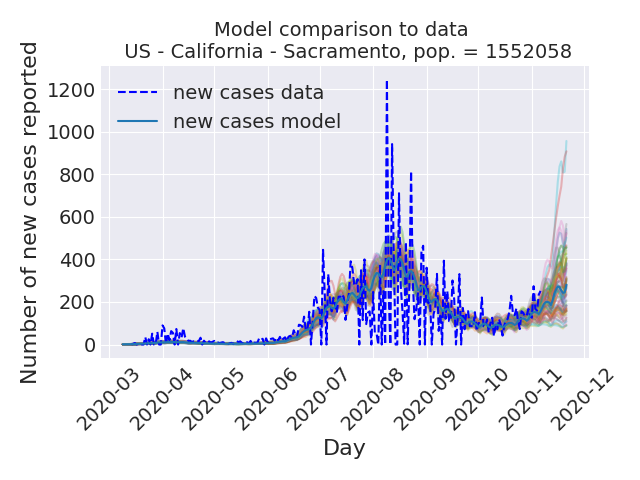 Model comparison to data
US - California - Sacramento, pop. = 1552058
Number of new cases reported
1200
1000
800
600
400
200
0
new cases data
new cases model
2020-03
2020-04
2020-05
2020-06
2020-07
2020-08
2020-09
2020-10
2020-11
2020-12
Day